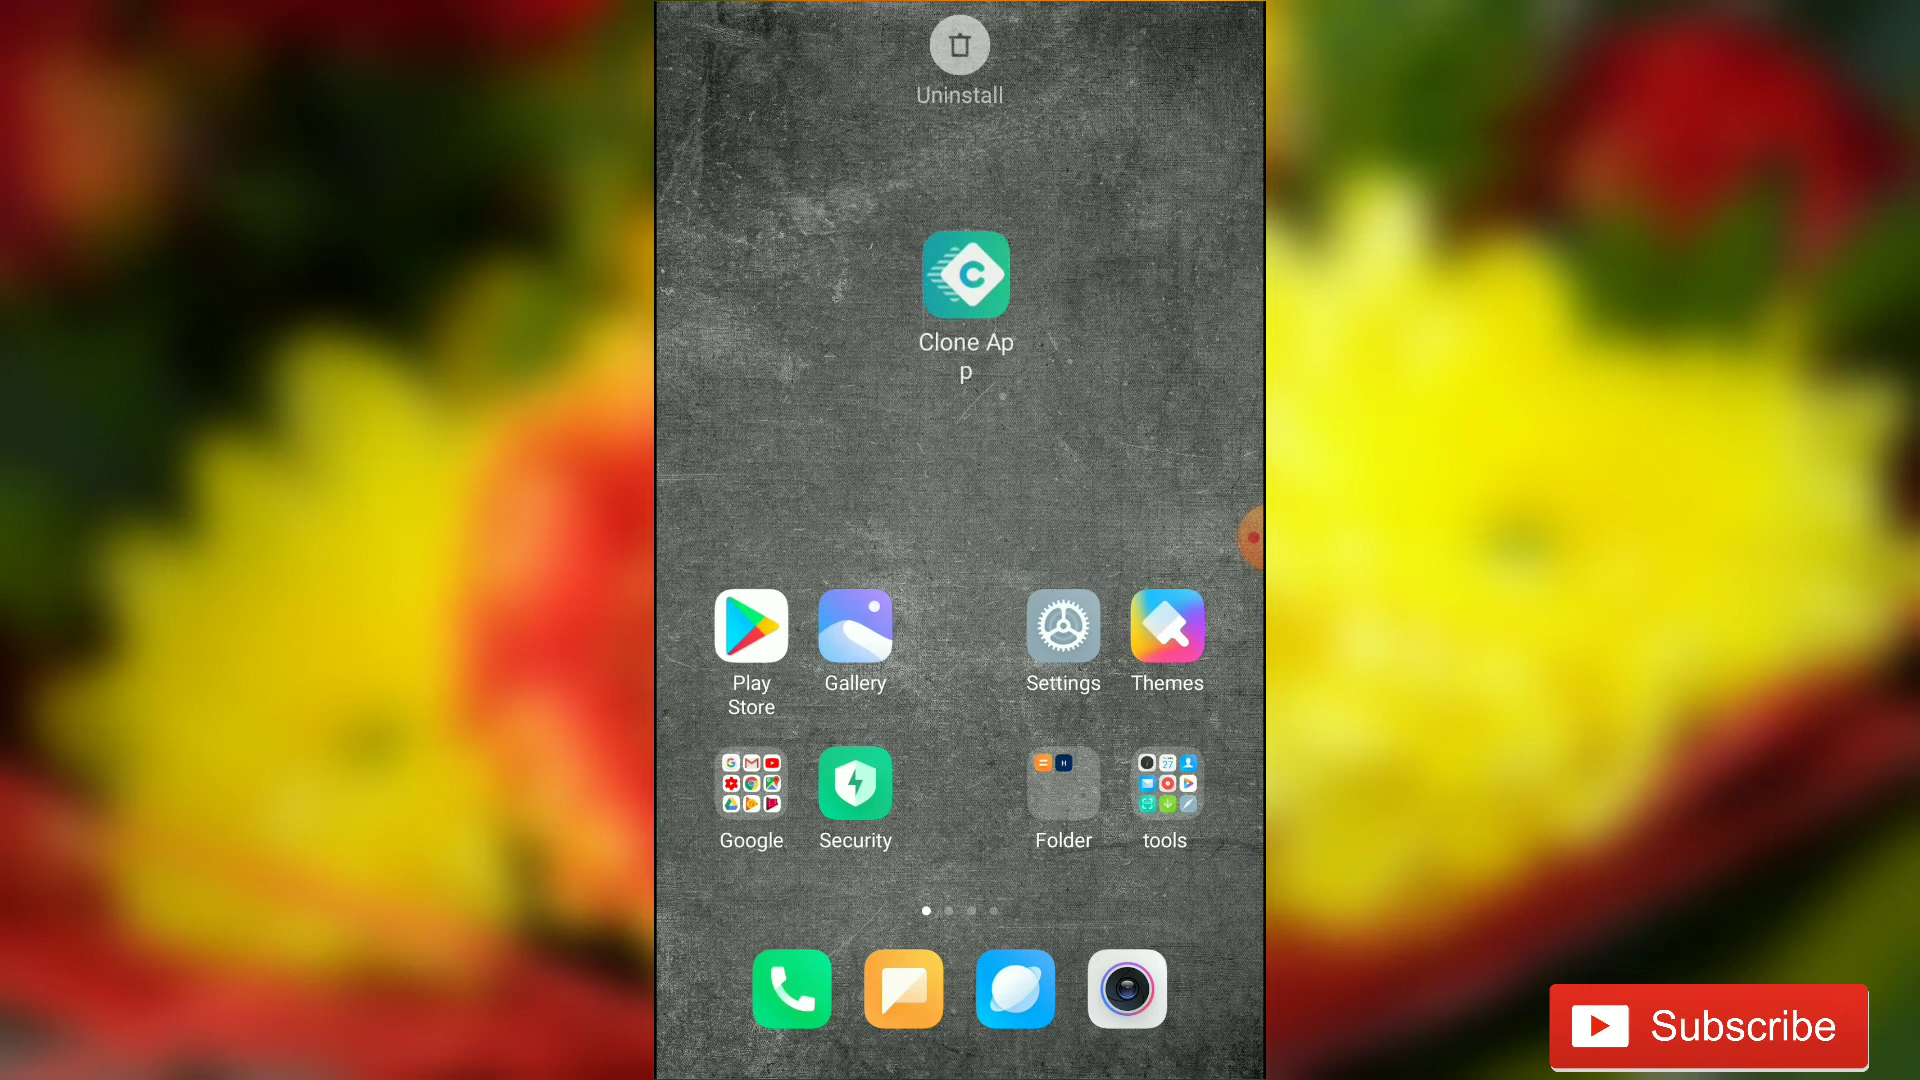 Uninstall
Clone Ap
p
Play
Store
Gallery
Settings
Themes
Google
Security
Folder
tools
Subscribe